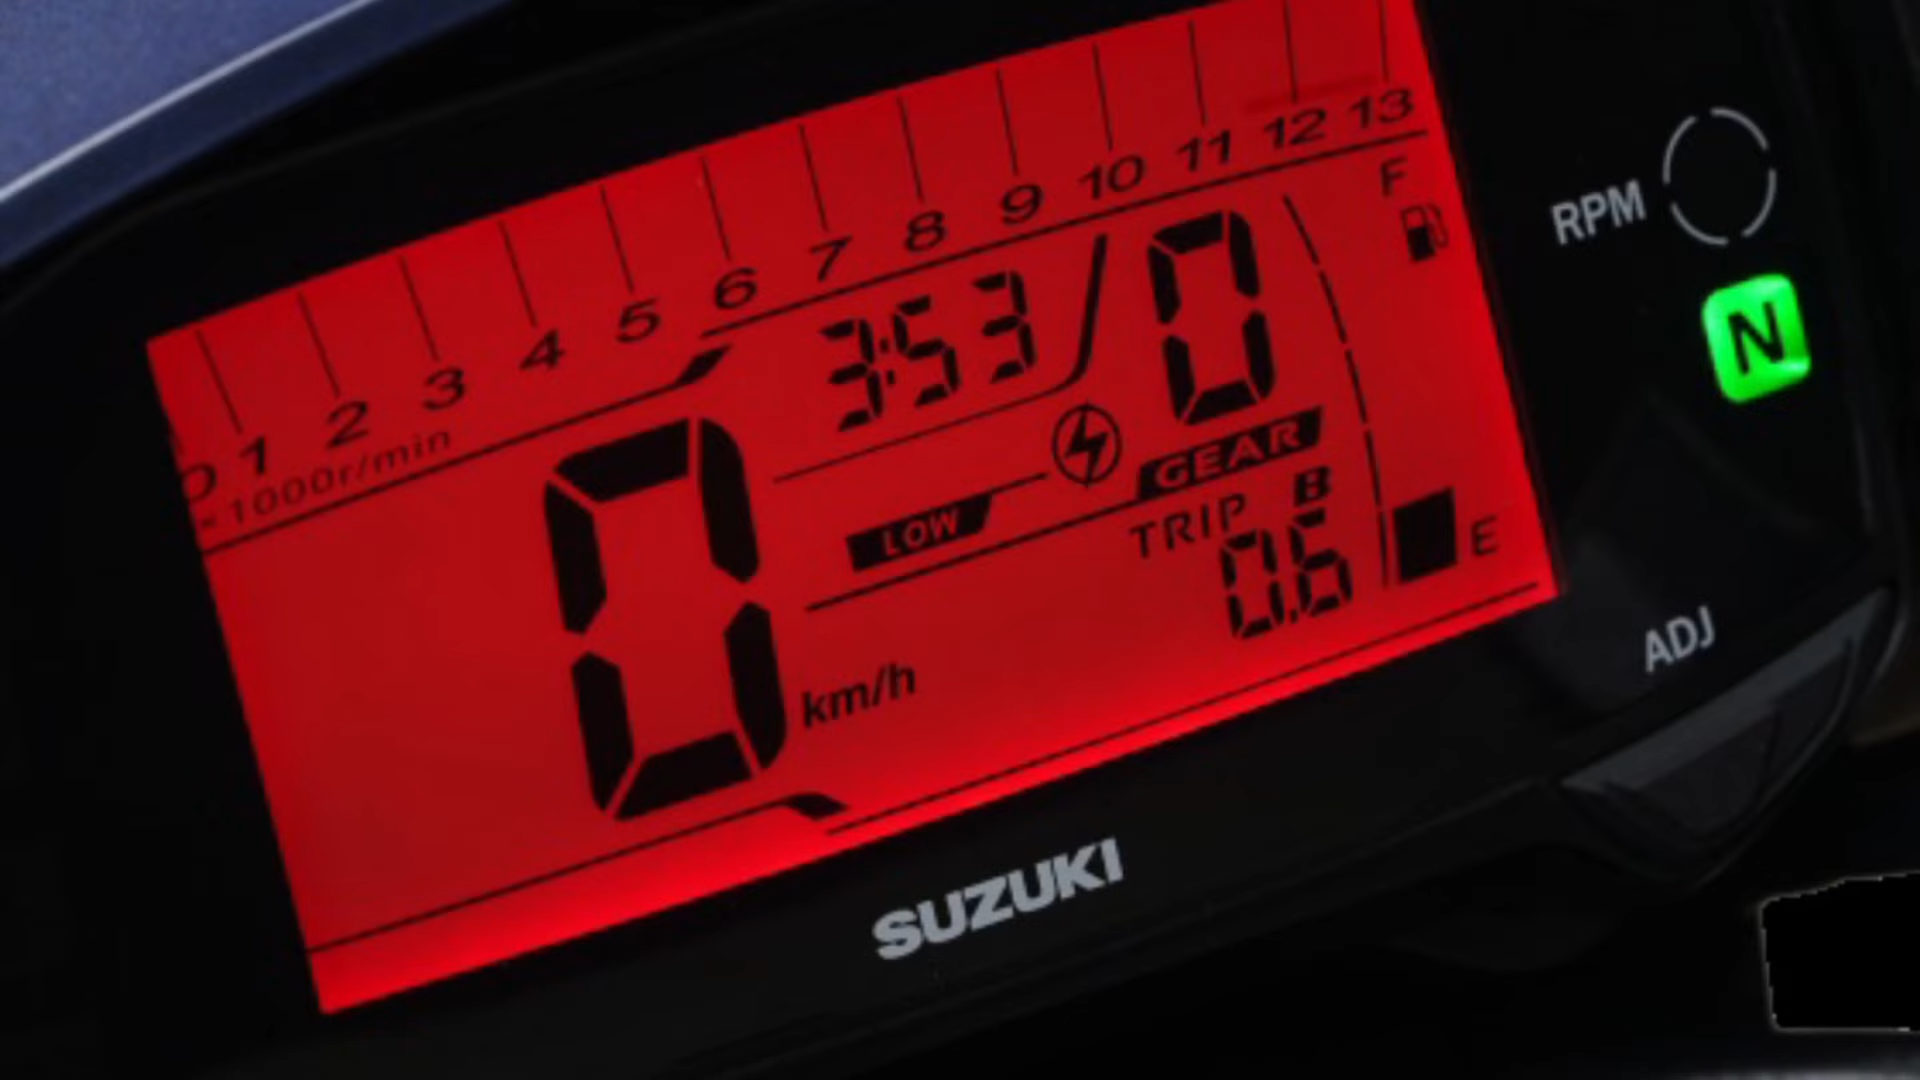 0 1 2 3 4 5 6 7 8 9 10 11 12 13
×1000r/min
3:53
0
GEAR
F
RPM
N
LOW
TRIP B
0.6
E
0
km/h
ADJ
SUZUKI